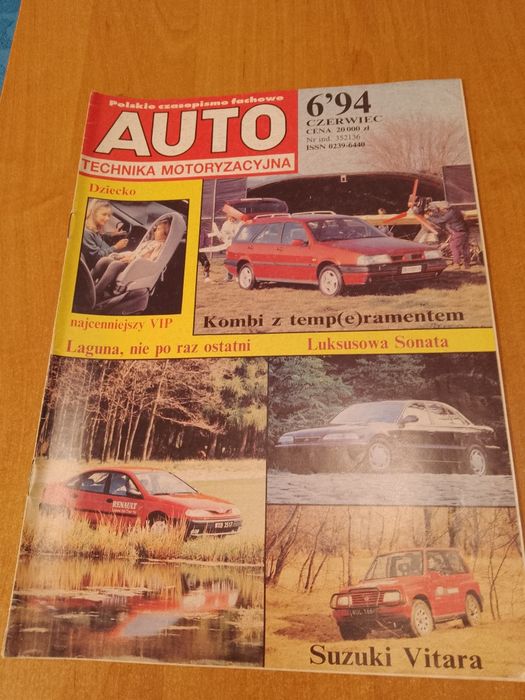 Polskie czasopismo fachowe
AUTO
TECHNIKA MOTORYZACYJNA
6'94
CZERWIEC
CENA 20 000 zł
Nr ind. 352136
ISSN 0239-6440
Dziecko
najcenniejszy VIP
Kombi z temp(e)ramentem
Laguna, nie po raz ostatni
Luksusowa Sonata
RENAULT
Suzuki Vitara